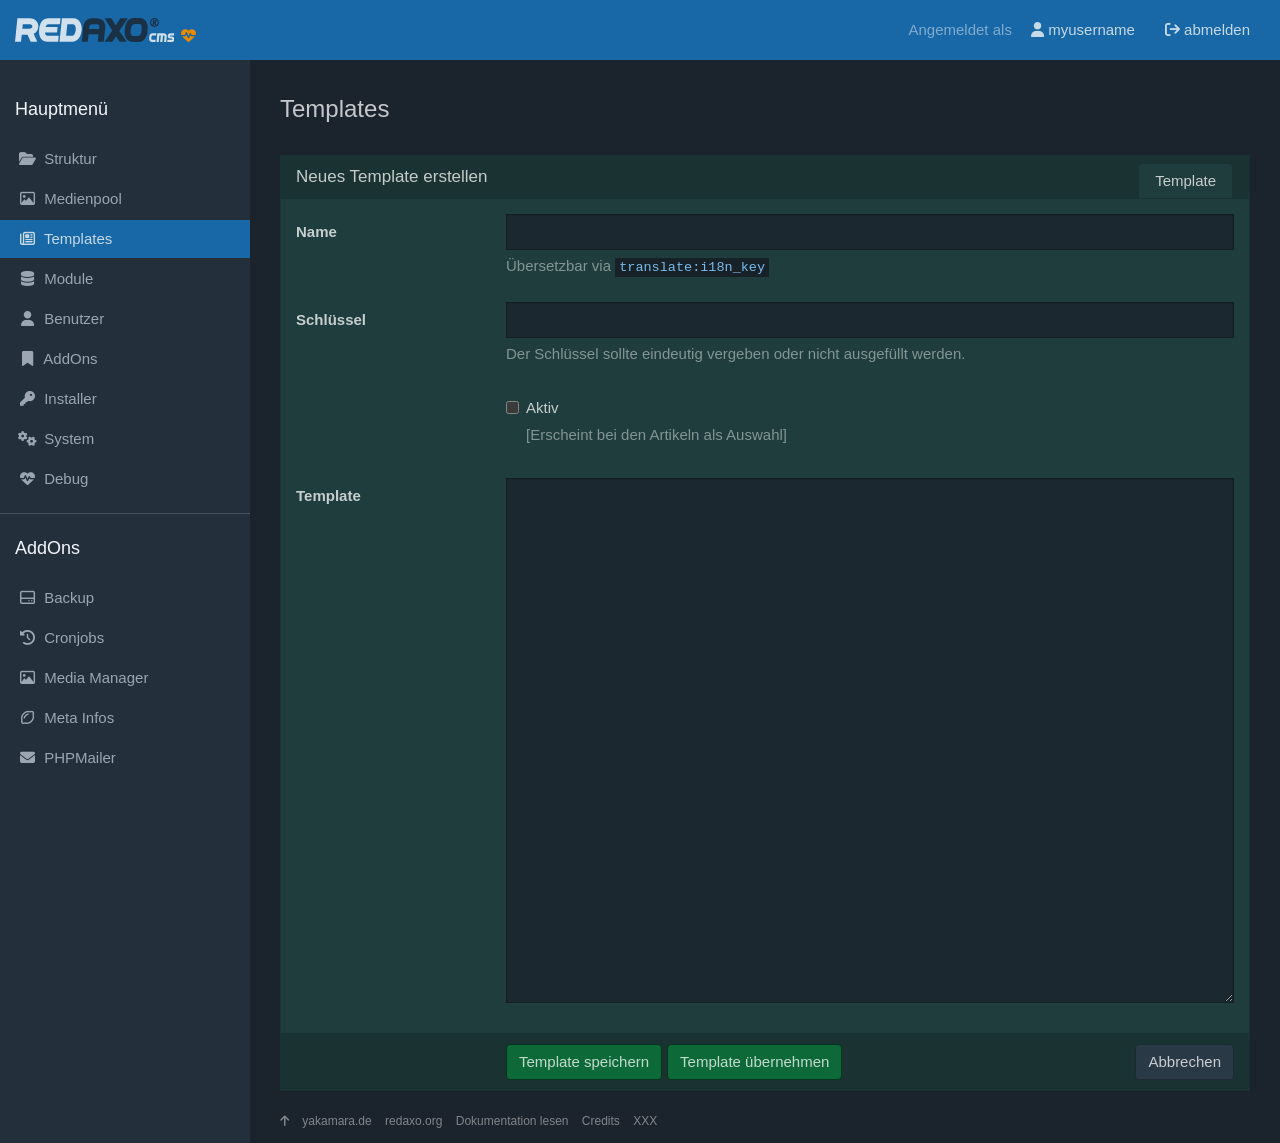 REDAXO® cms
Angemeldet als myusername abmelden
Hauptmenü
Struktur
Medienpool
Templates
Module
Benutzer
AddOns
Installer
System
Debug
AddOns
Backup
Cronjobs
Media Manager
Meta Infos
PHPMailer
Templates
Neues Template erstellen
Template
Name
Übersetzbar via translate:i18n_key
Schlüssel
Der Schlüssel sollte eindeutig vergeben oder nicht ausgefüllt werden.
Aktiv
[Erscheint bei den Artikeln als Auswahl]
Template
Template speichern Template übernehmen Abbrechen
yakamara.de redaxo.org Dokumentation lesen Credits XXX